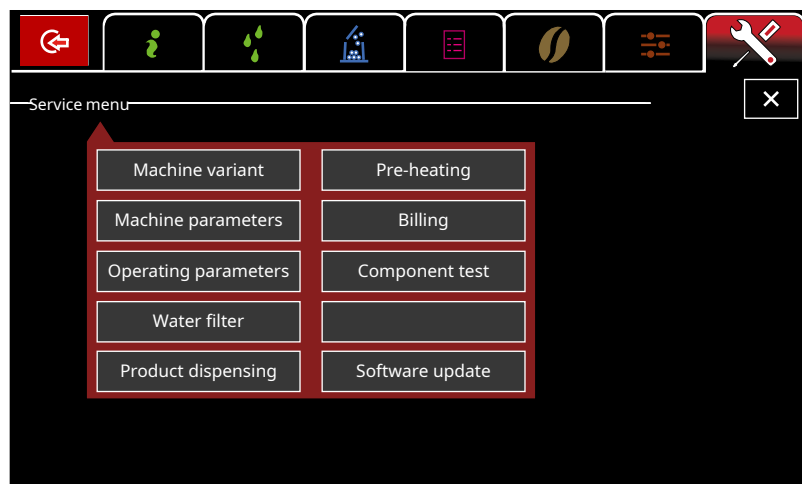 Service menu
Machine variant
Pre-heating
Machine parameters
Billing
Operating parameters
Component test
Water filter
Product dispensing
Software update